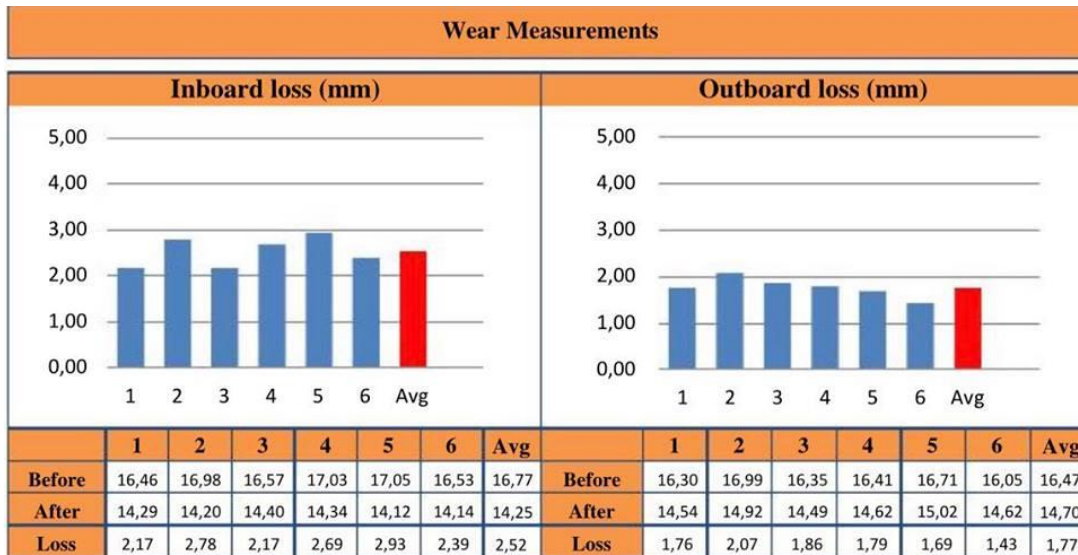 Wear Measurements
Inboard loss (mm)
5,00
4,00
3,00
2,00
1,00
0,00
1 2 3 4 5 6 Avg
1 2 3 4 5 6 Avg
Before 16,46 16,98 16,57 17,03 17,05 16,53 16,77
After 14,29 14,20 14,40 14,34 14,12 14,14 14,25
Loss 2,17 2,78 2,17 2,69 2,93 2,39 2,52
Outboard loss (mm)
5,00
4,00
3,00
2,00
1,00
0,00
1 2 3 4 5 6 Avg
1 2 3 4 5 6 Avg
Before 16,30 16,99 16,35 16,41 16,71 16,05 16,47
After 14,54 14,92 14,49 14,62 15,02 14,62 14,70
Loss 1,76 2,07 1,86 1,79 1,69 1,43 1,77